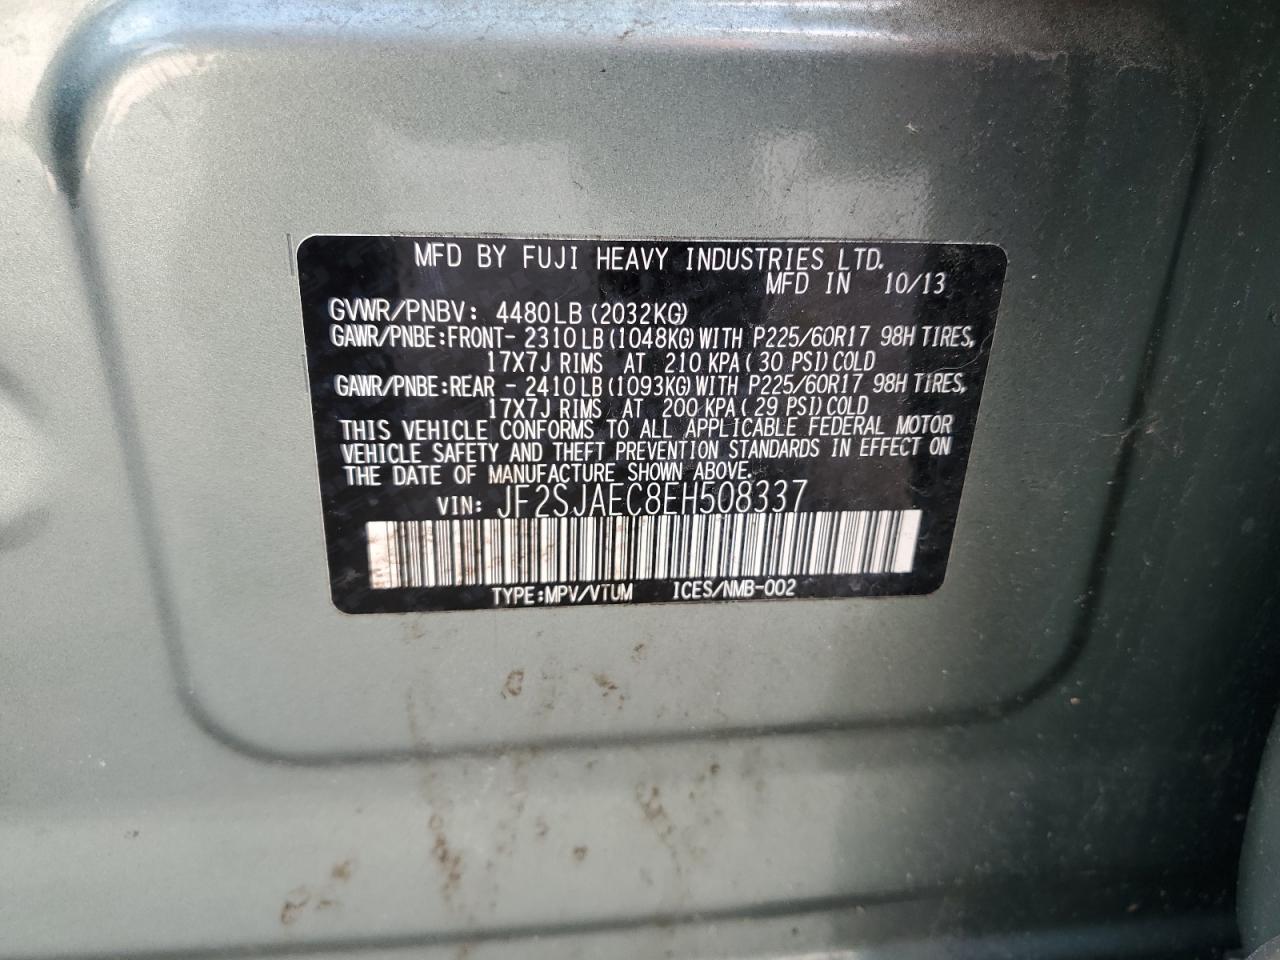 MFD BY FUJI HEAVY INDUSTRIES LTD.
MFD IN 10/13
GVWR/PNBV: 4480LB (2032KG)
GAWR/PNBE:FRONT- 2310LB (1048KG) WITH P225/60R17 98H TIRES,
17X7J RIMS AT 210 KPA (30 PSI) COLD
GAWR/PNBE:REAR - 2410LB (1093KG) WITH P225/60R17 98H TIRES,
17X7J RIMS AT 200 KPA (29 PSI) COLD
THIS VEHICLE CONFORMS TO ALL APPLICABLE FEDERAL MOTOR
VEHICLE SAFETY AND THEFT PREVENTION STANDARDS IN EFFECT ON
THE DATE OF MANUFACTURE SHOWN ABOVE.
VIN: JF2SJAEC8EH508337
TYPE:MPV/VTUM ICES/NMB-002